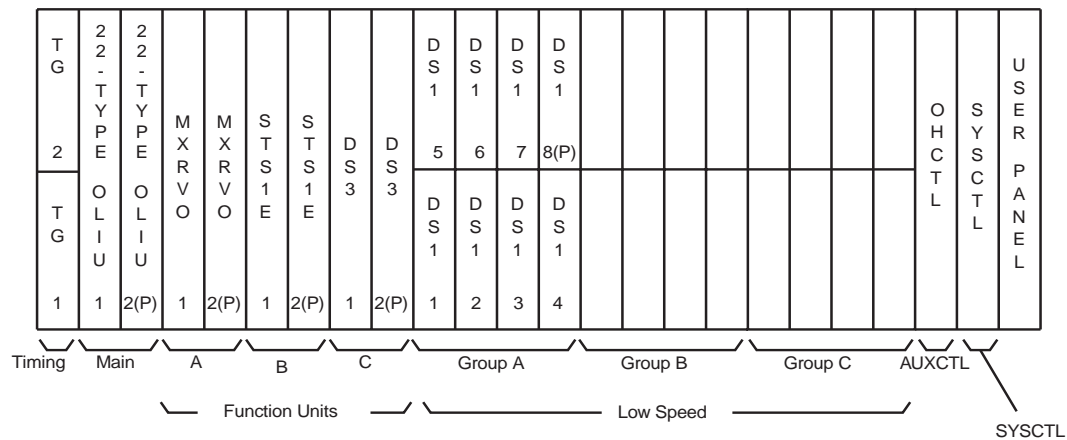 TG 2
TG 1
22-TYPE OLIU 1
22-TYPE OLIU 2(P)
MXRVO 1
MXRVO 2(P)
STS1E 1
STS1E 2(P)
DS3 1
DS3 2(P)
DS1 5
DS1 6
DS1 7
DS1 8(P)
DS1 1
DS1 2
DS1 3
DS1 4
OHCTL
SYSCTL
USER PANEL
Timing
Main
A
B
C
Group A
Group B
Group C
AUXCTL
Function Units
Low Speed
SYSCTL